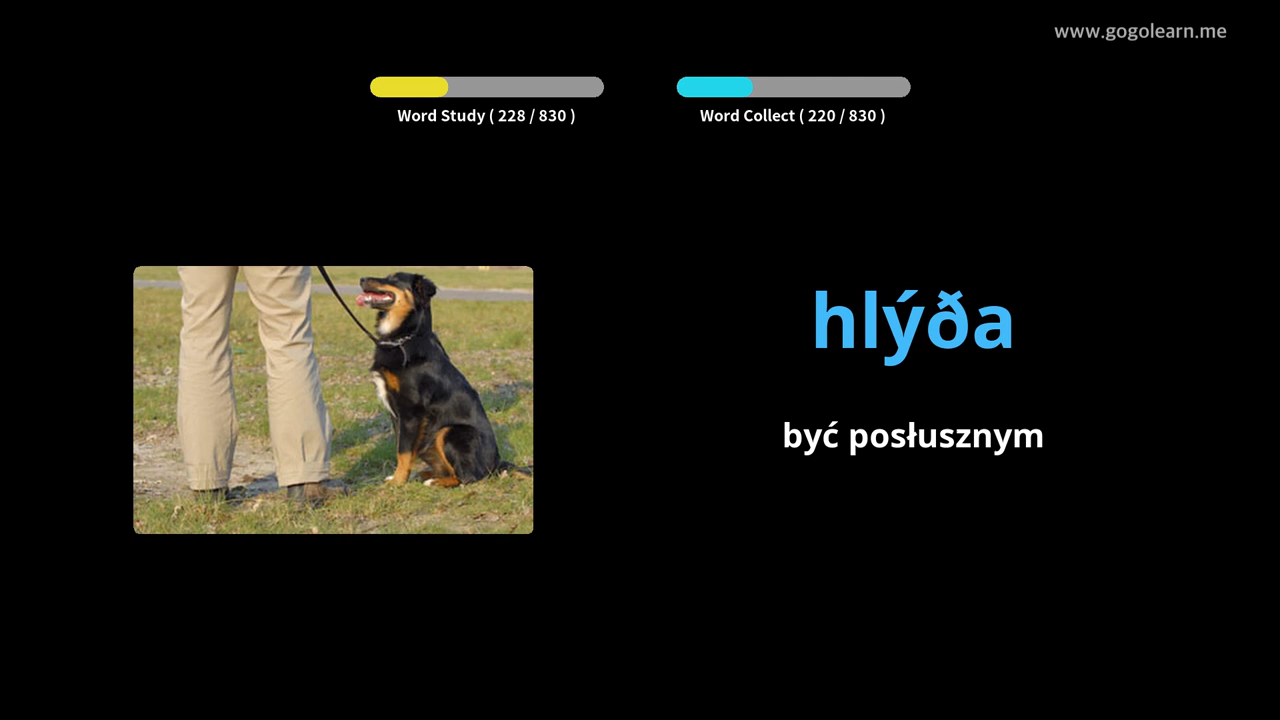 www.gogolearn.me
Word Study ( 228 / 830 )
Word Collect ( 220 / 830 )
hlýða
być posłusznym